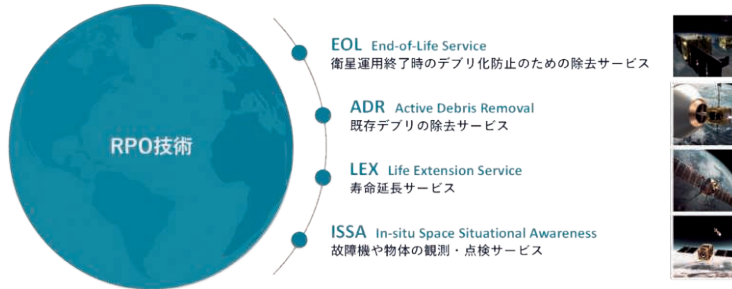 RPO技術
EOL End-of-Life Service
衛星運用終了時のデブリ化防止のための除去サービス
ADR Active Debris Removal
既存デブリの除去サービス
LEX Life Extension Service
寿命延長サービス
ISSA In-situ Space Situational Awareness
故障機や物体の観測・点検サービス